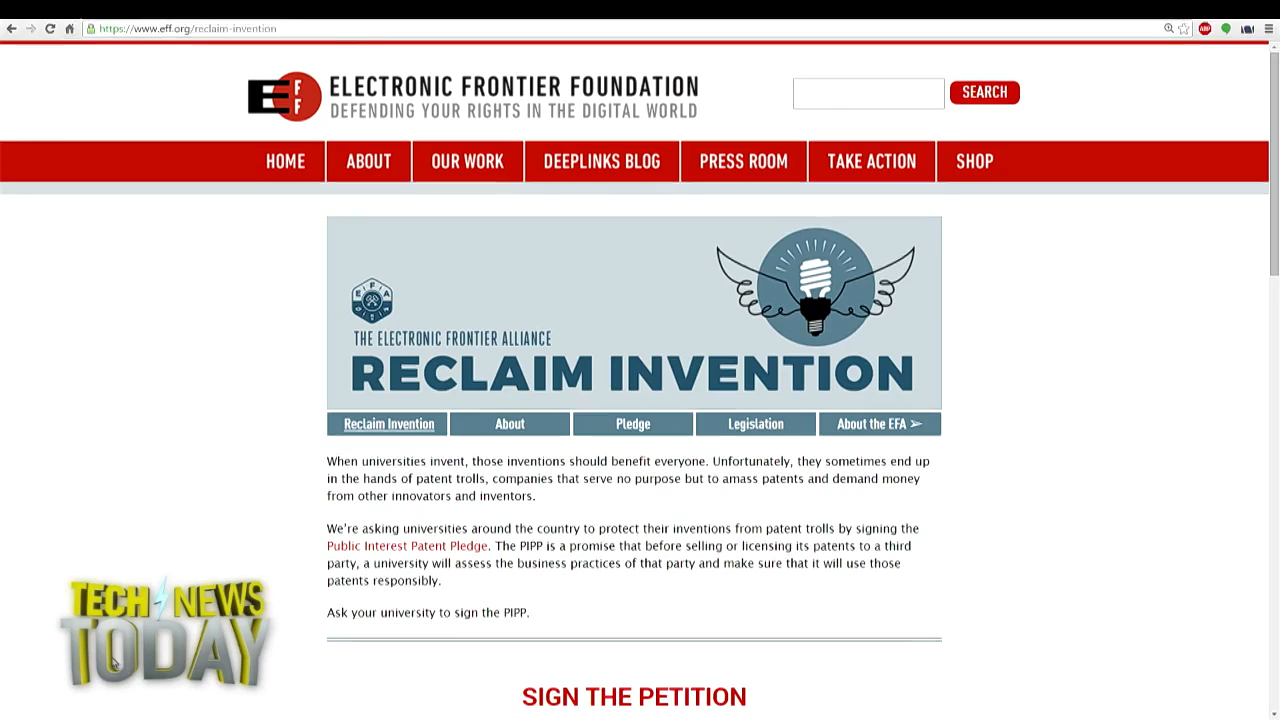 https://www.eff.org/reclaim-invention
ABP
E F F
ELECTRONIC FRONTIER FOUNDATION
DEFENDING YOUR RIGHTS IN THE DIGITAL WORLD
SEARCH
HOME ABOUT OUR WORK DEEPLINKS BLOG PRESS ROOM TAKE ACTION SHOP
E F A
THE ELECTRONIC FRONTIER ALLIANCE
RECLAIM INVENTION
Reclaim Invention About Pledge Legislation About the EFA ➢
When universities invent, those inventions should benefit everyone. Unfortunately, they sometimes end up
in the hands of patent trolls, companies that serve no purpose but to amass patents and demand money
from other innovators and inventors.
We're asking universities around the country to protect their inventions from patent trolls by signing the
Public Interest Patent Pledge. The PIPP is a promise that before selling or licensing its patents to a third
party, a university will assess the business practices of that party and make sure that it will use those
patents responsibly.
Ask your university to sign the PIPP.
TECH NEWS
TODAY
SIGN THE PETITION